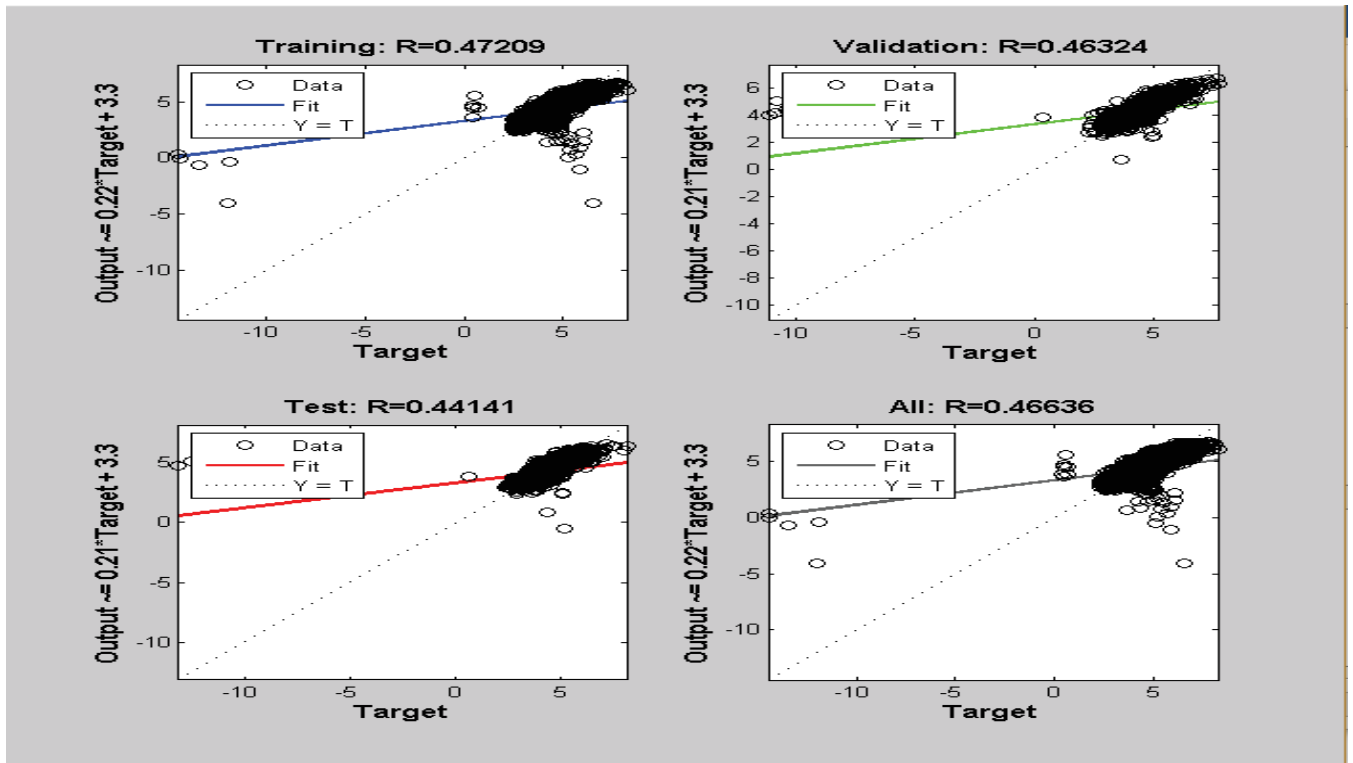 Training: R=0.47209
Output ~= 0.22*Target + 3.3
5
0
-5
-10
Data
Fit
Y = T
-10
-5
0
5
Target
Validation: R=0.46324
Output ~= 0.21*Target + 3.3
6
4
2
0
-2
-4
-6
-8
-10
Data
Fit
Y = T
-10
-5
0
5
Target
Test: R=0.44141
Output ~= 0.21*Target + 3.3
5
0
-5
-10
Data
Fit
Y = T
-10
-5
0
5
Target
All: R=0.46636
Output ~= 0.22*Target + 3.3
5
0
-5
-10
Data
Fit
Y = T
-10
-5
0
5
Target